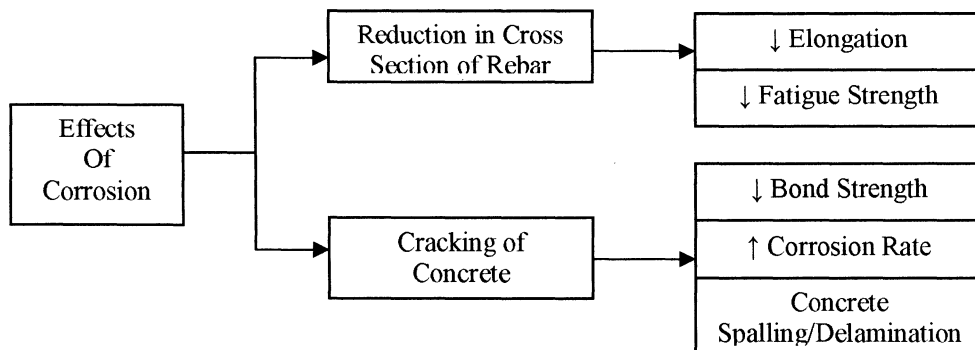 Effects
Of
Corrosion
Reduction in Cross
Section of Rebar
↓ Elongation
↓ Fatigue Strength
Cracking of
Concrete
↓ Bond Strength
↑ Corrosion Rate
Concrete
Spalling/Delamination